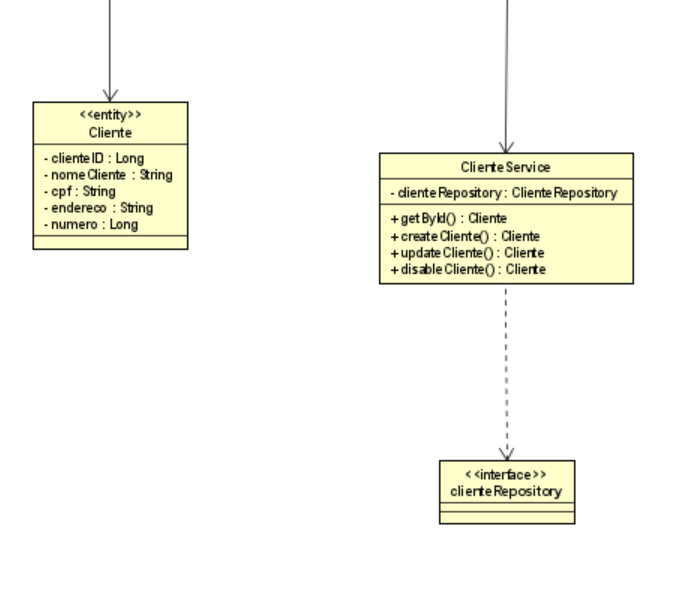 <<entity>>
Cliente
- clienteID : Long
- nomeCliente : String
- cpf : String
- endereco : String
- numero : Long
ClienteService
- clienteRepository : ClienteRepository
+ getById() : Cliente
+ createCliente() : Cliente
+ updateCliente() : Cliente
+ disableCliente() : Cliente
<<interface>>
clienteRepository